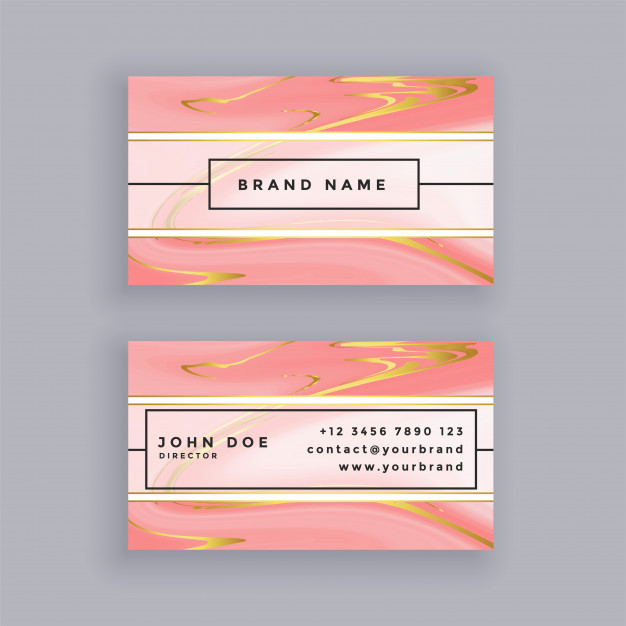 BRAND NAME
JOHN DOE
DIRECTOR
+12 3456 7890 123
contact@yourbrand
www.yourbrand